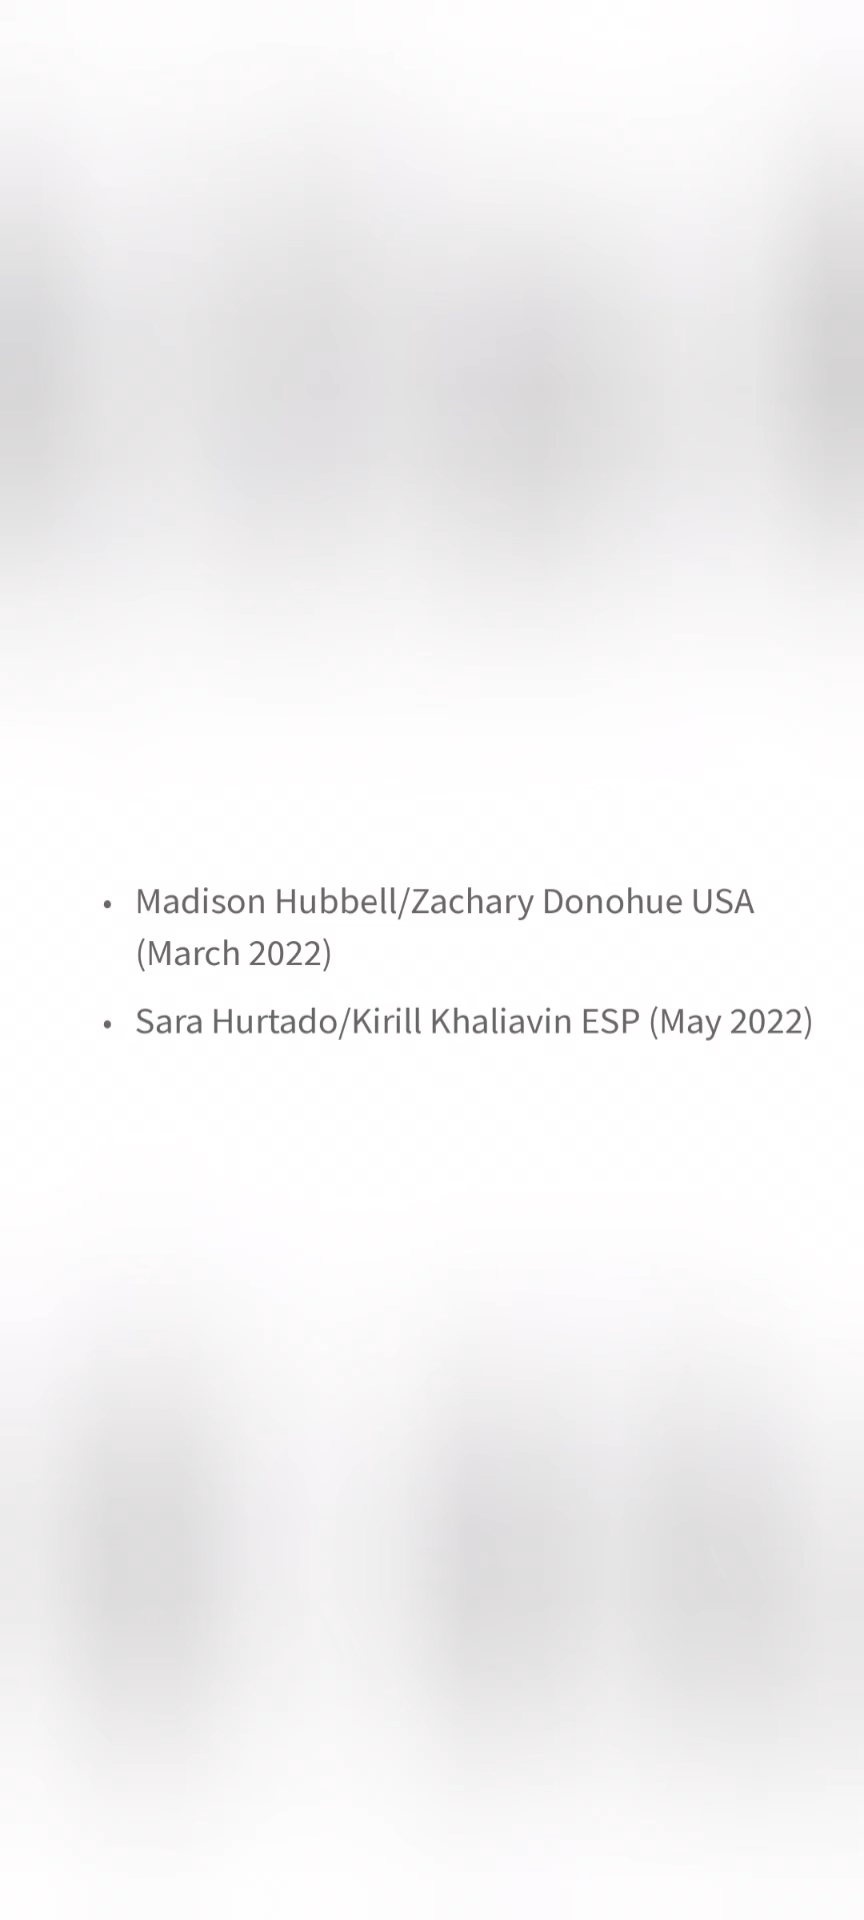 • Madison Hubbell/Zachary Donohue USA
(March 2022)
• Sara Hurtado/Kirill Khaliavin ESP (May 2022)